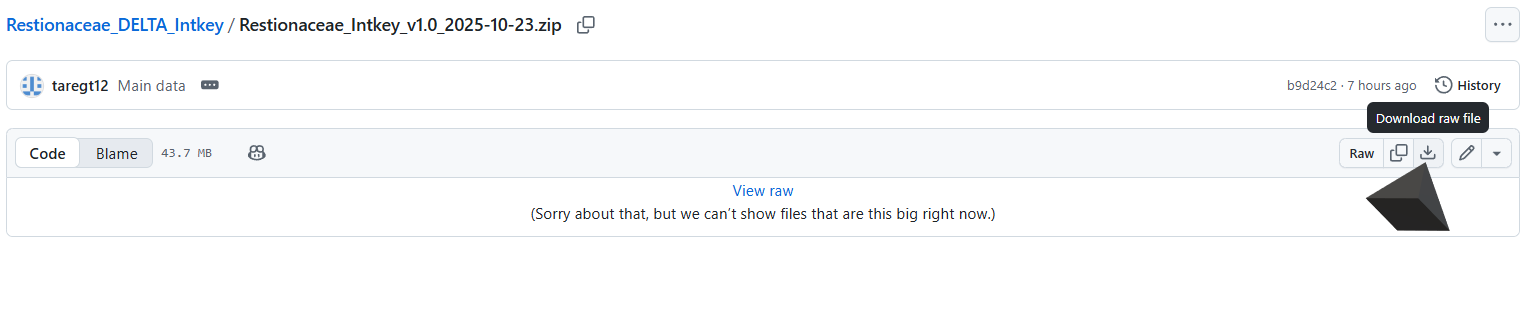 Restionaceae_DELTA_Intkey / Restionaceae_Intkey_v1.0_2025-10-23.zip
taregt12 Main data
b9d24c2 · 7 hours ago History
Download raw file
Code Blame 43.7 MB Raw
View raw
(Sorry about that, but we can’t show files that are this big right now.)